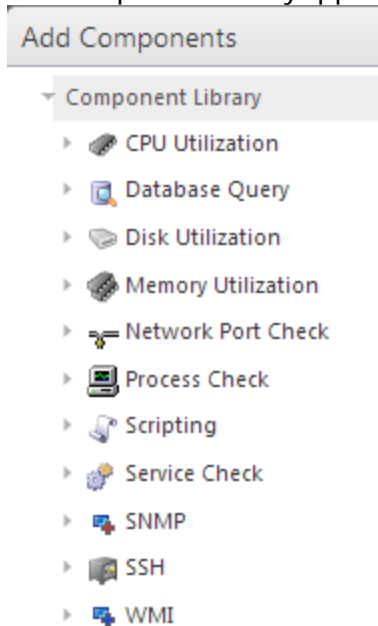 Add Components
Component Library
CPU Utilization
Database Query
Disk Utilization
Memory Utilization
Network Port Check
Process Check
Scripting
Service Check
SNMP
SSH
WMI